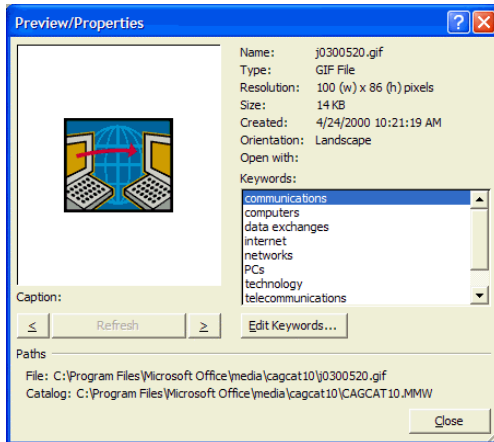 Preview/Properties
Name: j0300520.gif
Type: GIF File
Resolution: 100 (w) x 86 (h) pixels
Size: 14 KB
Created: 4/24/2000 10:21:19 AM
Orientation: Landscape
Open with:
Keywords:
communications
computers
data exchanges
internet
networks
PCs
technology
telecommunications
Caption:
< Refresh > Edit Keywords...
Paths
File: C:\Program Files\Microsoft Office\media\cagcat10\j0300520.gif
Catalog: C:\Program Files\Microsoft Office\media\cagcat10\CAGCAT10.MMW
Close